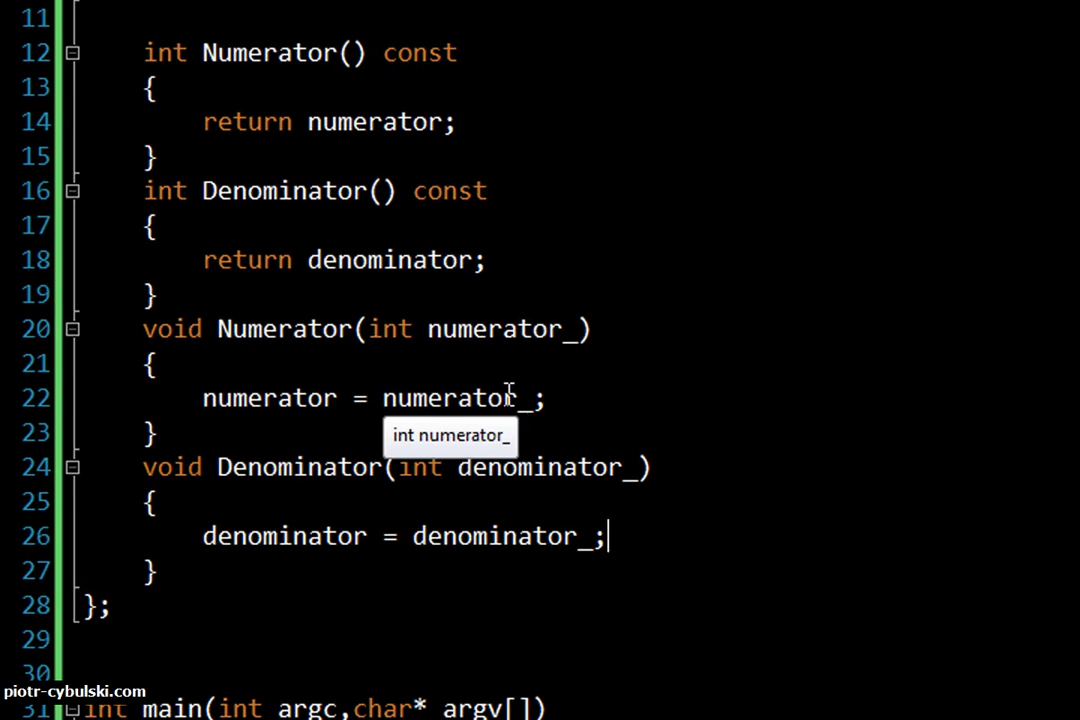 11
12 int Numerator() const
13 {
14 return numerator;
15 }
16 int Denominator() const
17 {
18 return denominator;
19 }
20 void Numerator(int numerator_)
21 {
22 numerator = numerator_;
23 }
int numerator_
24 void Denominator(int denominator_)
25 {
26 denominator = denominator_;
27 }
28 };
29
30
piotr-cybulski.com
31 int main(int argc,char* argv[])